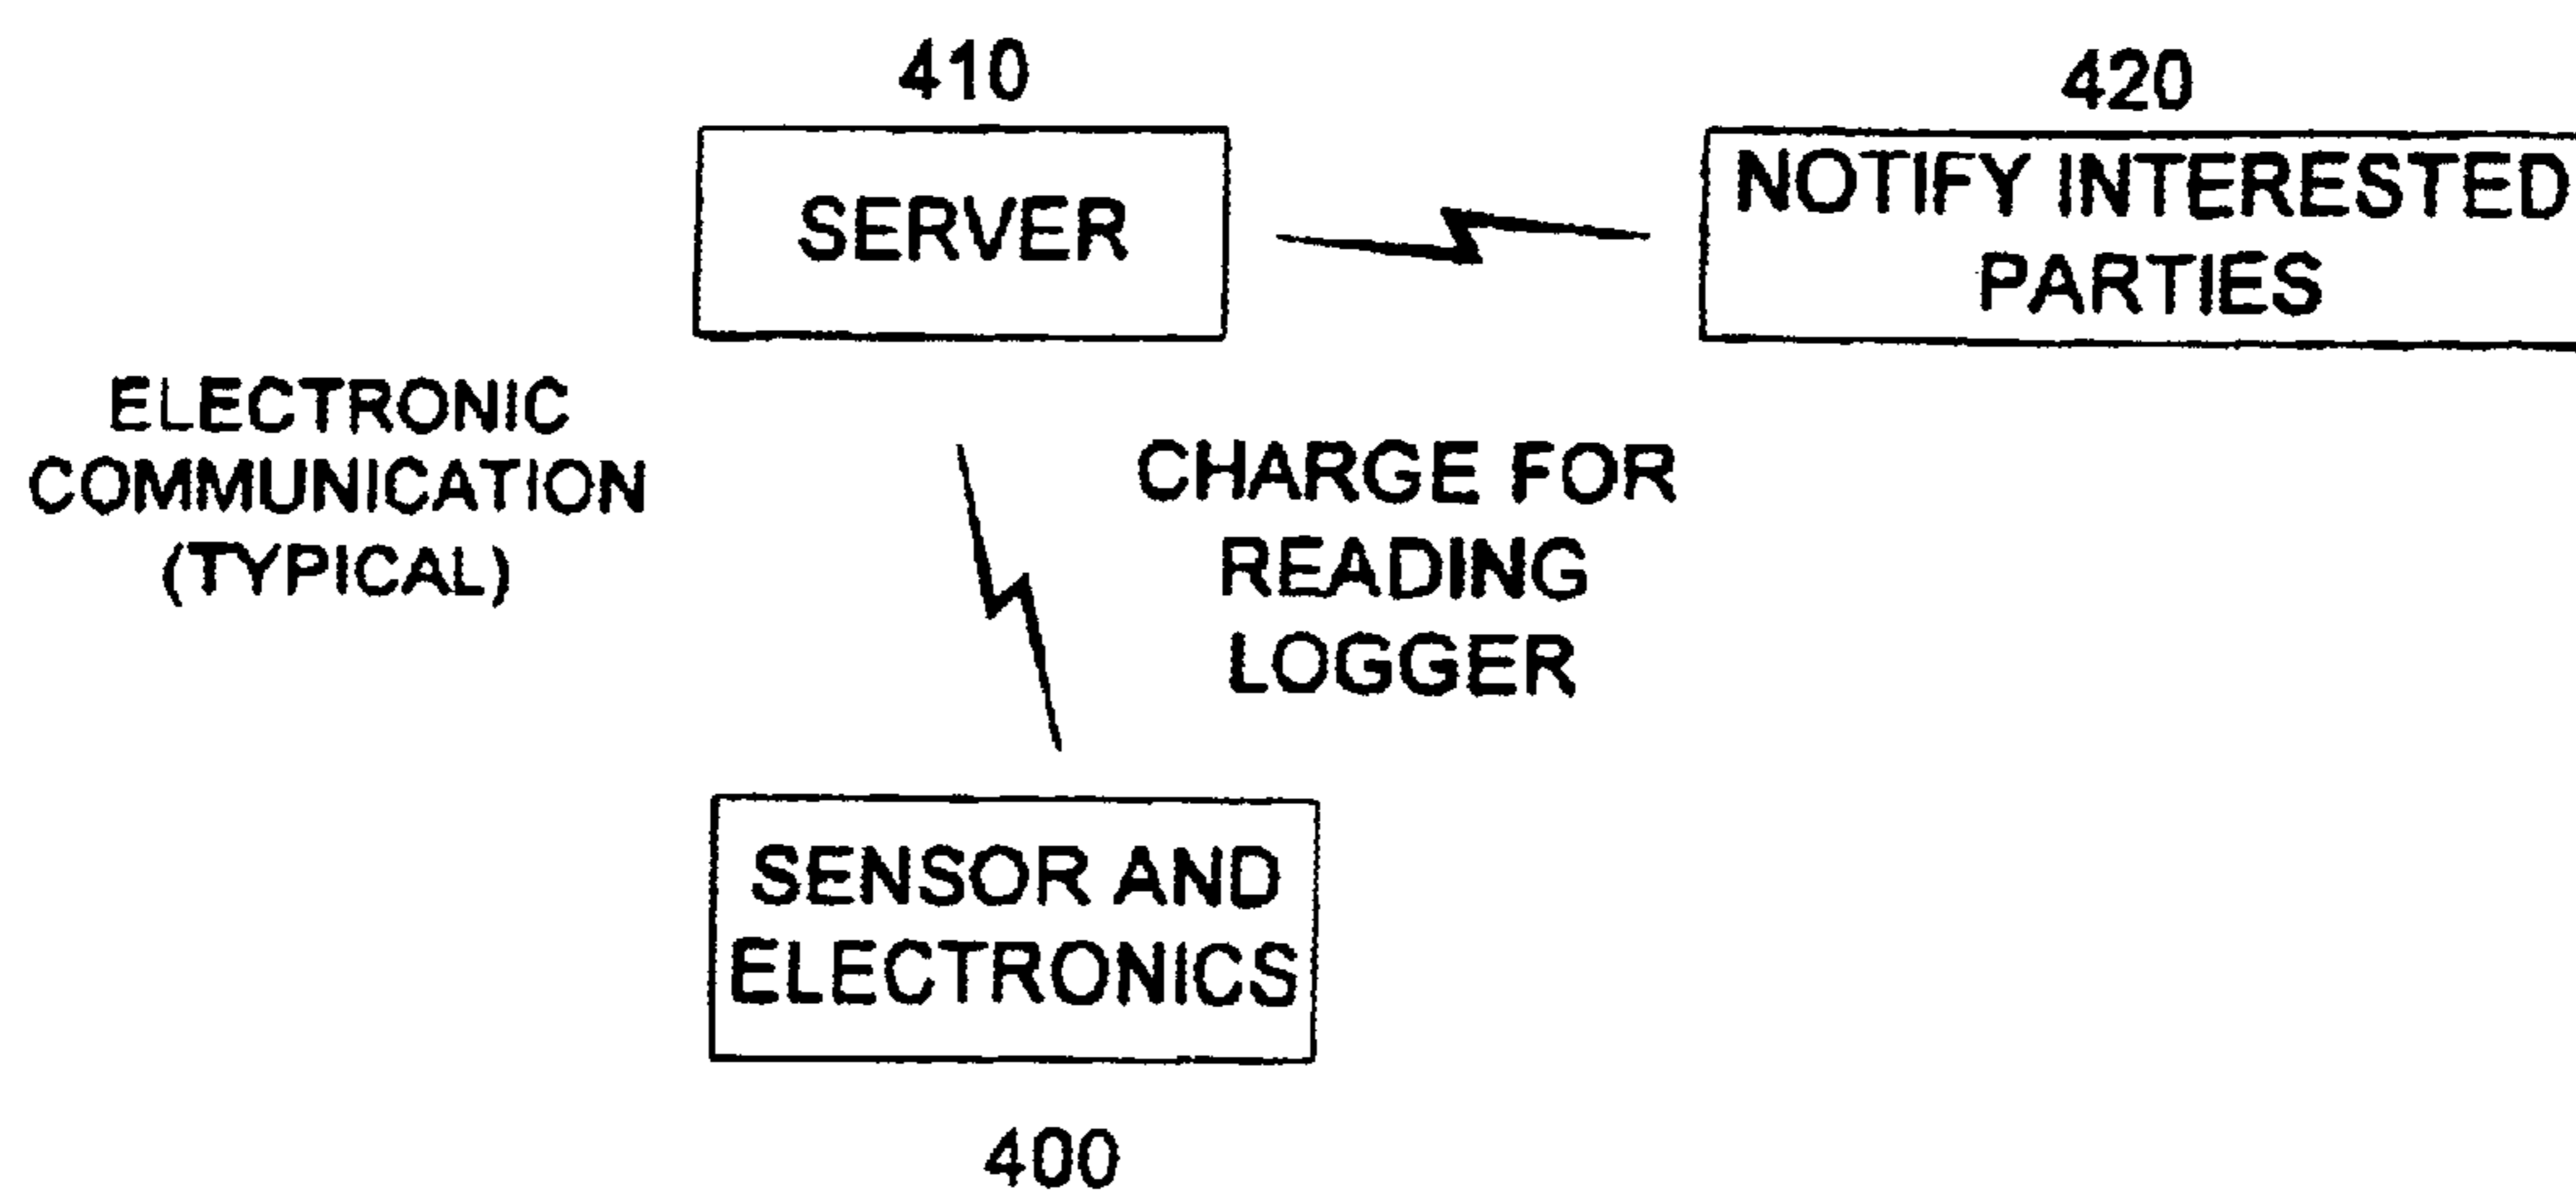 410
SERVER
420
NOTIFY INTERESTED
PARTIES
ELECTRONIC
COMMUNICATION
(TYPICAL)
CHARGE FOR
READING
LOGGER
SENSOR AND
ELECTRONICS
400